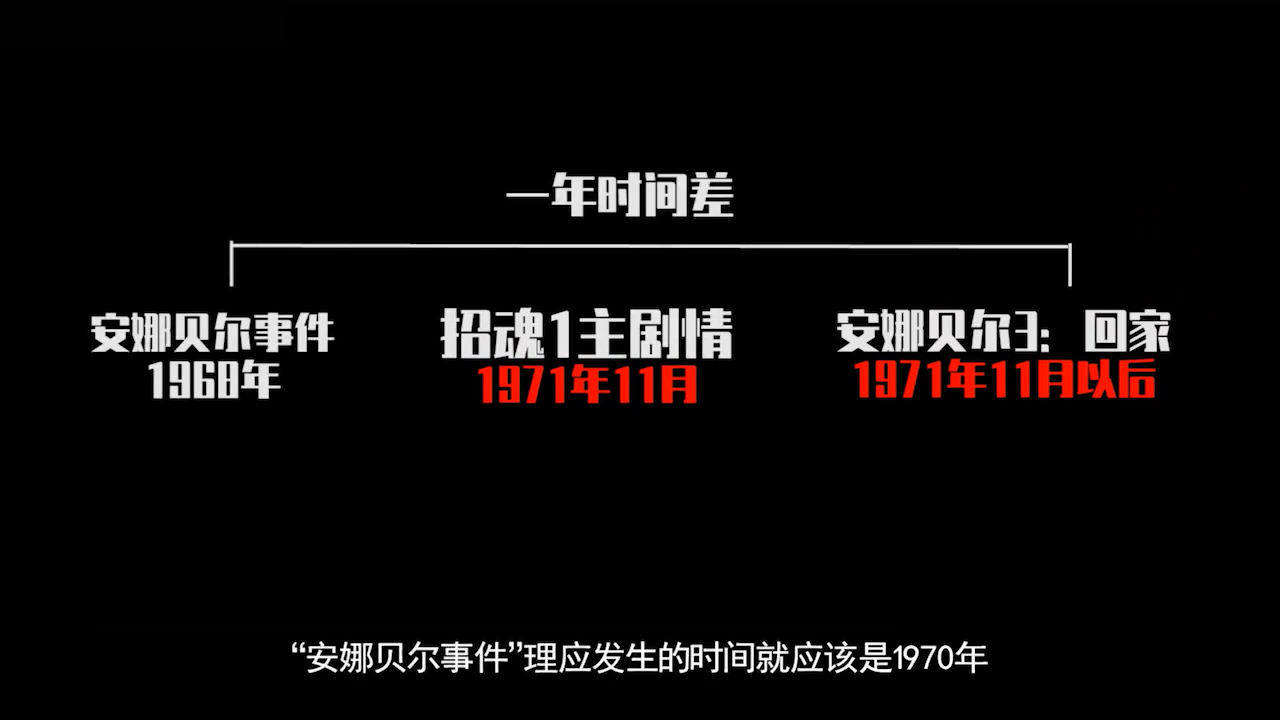 一年时间差
安娜贝尔事件
1968年
招魂1主剧情
1971年11月
安娜贝尔3：回家
1971年11月以后
“安娜贝尔事件”理应发生的时间就应该是1970年